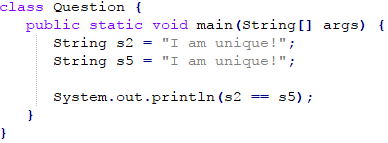 class Question {
public static void main(String[] args) {
String s2 = "I am unique!";
String s5 = "I am unique!";
System.out.println(s2 == s5);
}
}